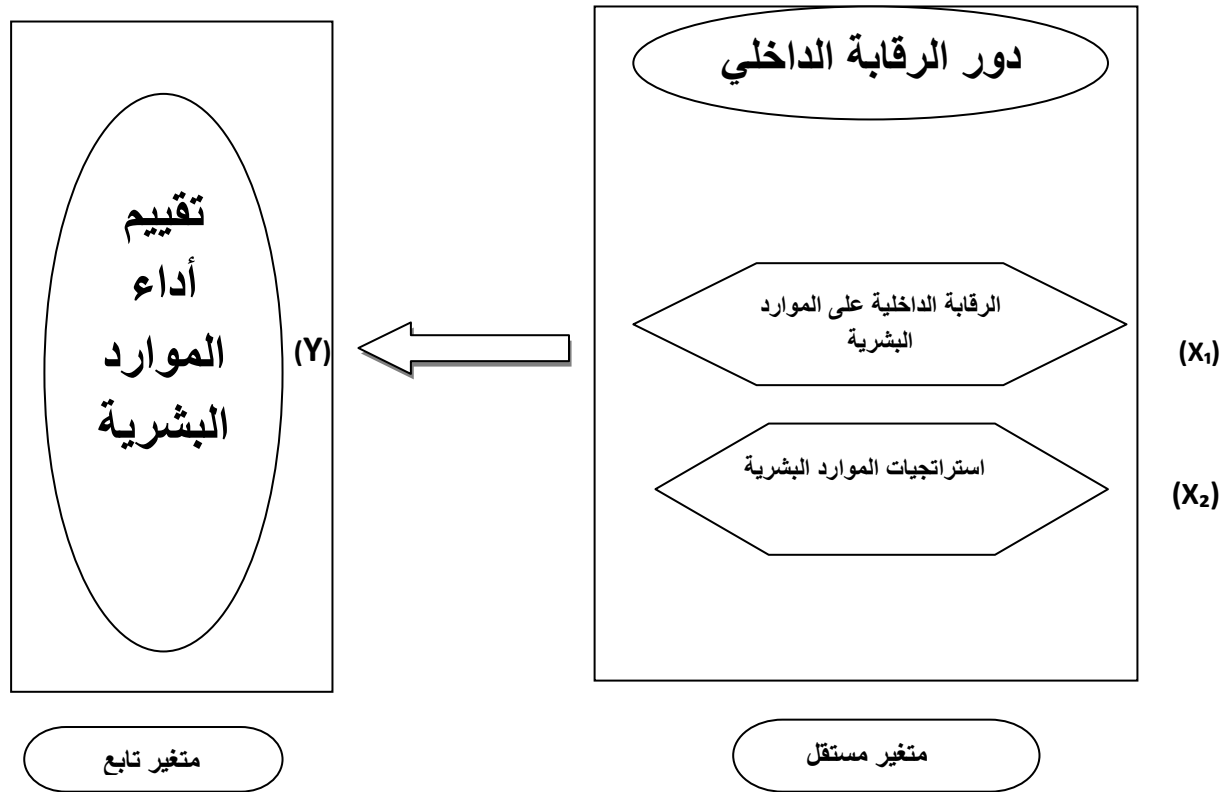 دور الرقابة الداخلي
الرقابة الداخلية على الموارد
البشرية
(X₁)
استراتجيات الموارد البشرية
(X₂)
متغير مستقل
تقييم
أداء
الموارد
البشرية
(Y)
متغير تابع